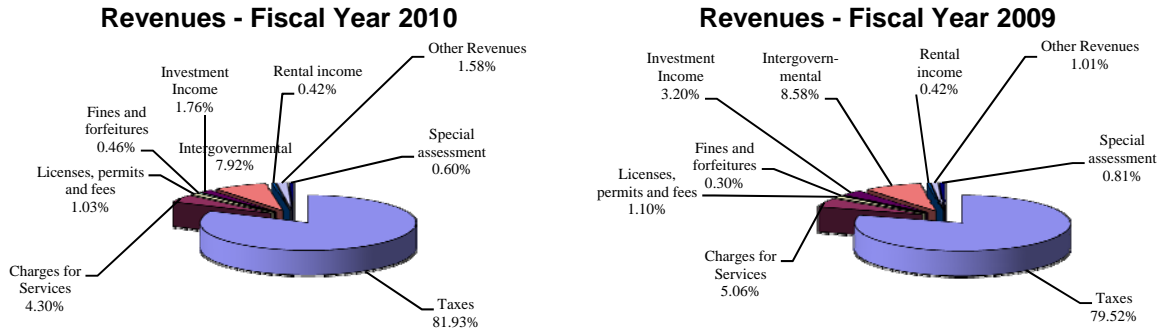 Revenues - Fiscal Year 2010
Other Revenues
1.58%
Rental income
0.42%
Investment
Income
1.76%
Fines and
forfeitures
0.46%
Intergovernmental
7.92%
Special
assessment
0.60%
Licenses, permits
and fees
1.03%
Charges for
Services
4.30%
Taxes
81.93%
Revenues - Fiscal Year 2009
Other Revenues
1.01%
Rental
income
0.42%
Intergovern-
mental
8.58%
Investment
Income
3.20%
Fines and
forfeitures
0.30%
Special
assessment
0.81%
Licenses,
permits and fees
1.10%
Charges for
Services
5.06%
Taxes
79.52%